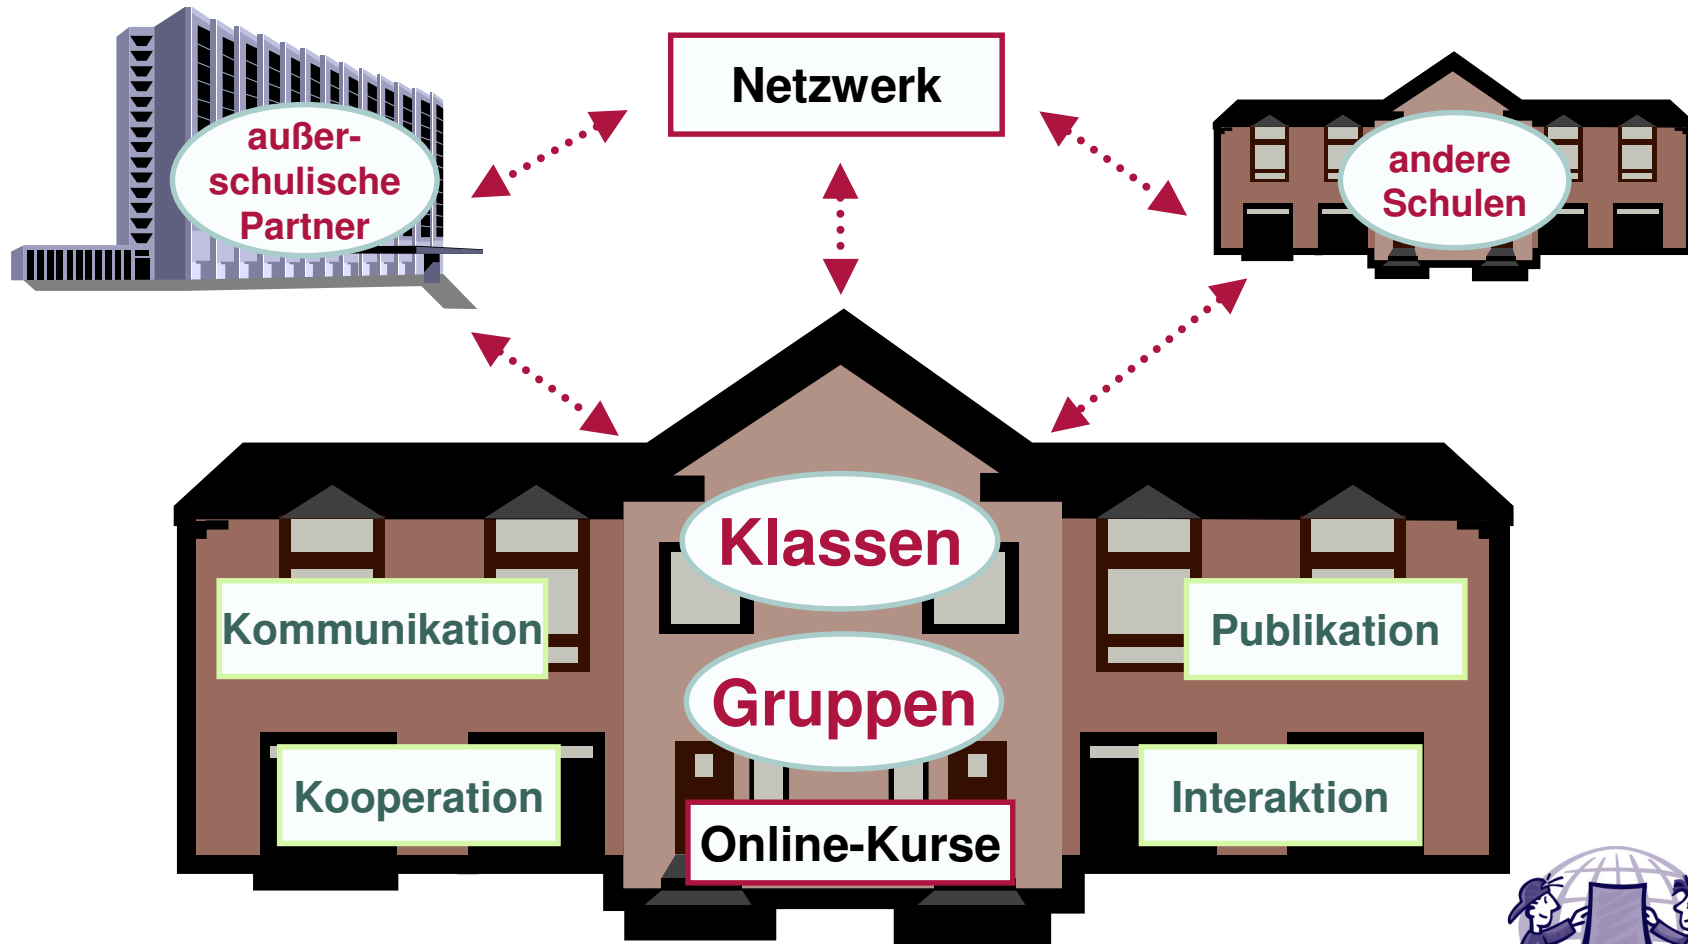 Netzwerk
außer-
schulische
Partner
andere
Schulen
Klassen
Kommunikation
Publikation
Gruppen
Kooperation
Interaktion
Online-Kurse